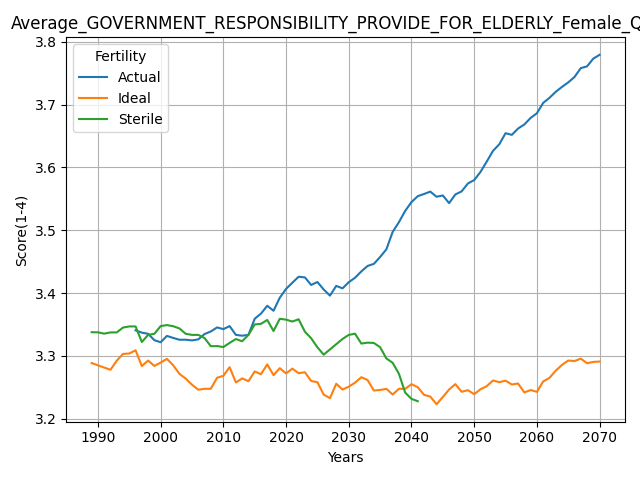 Average_GOVERNMENT_RESPONSIBILITY_PROVIDE_FOR_ELDERLY_Female_Q
Fertility
Actual
Ideal
Sterile
Score(1-4)
3.8
3.7
3.6
3.5
3.4
3.3
3.2
1990 2000 2010 2020 2030 2040 2050 2060 2070
Years